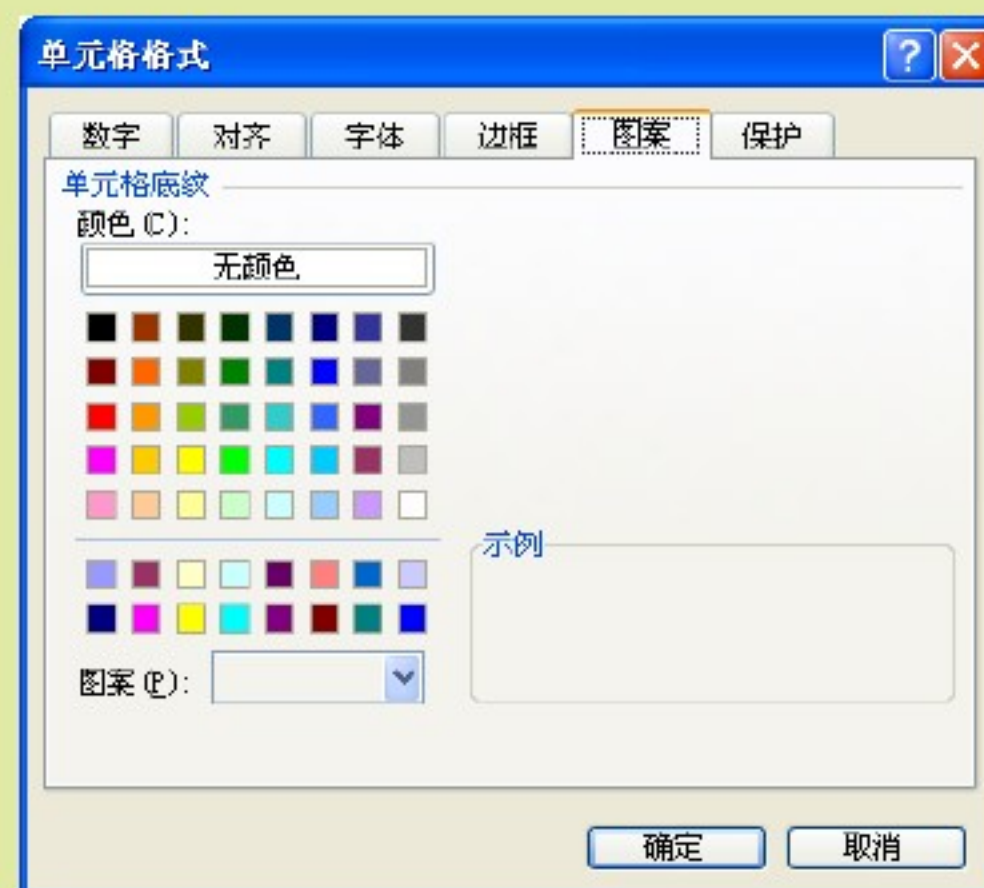 单元格格式
?
数字 对齐 字体 边框 图案 保护
单元格底纹
颜色(C):
无颜色
示例
图案(P):
确定 取消